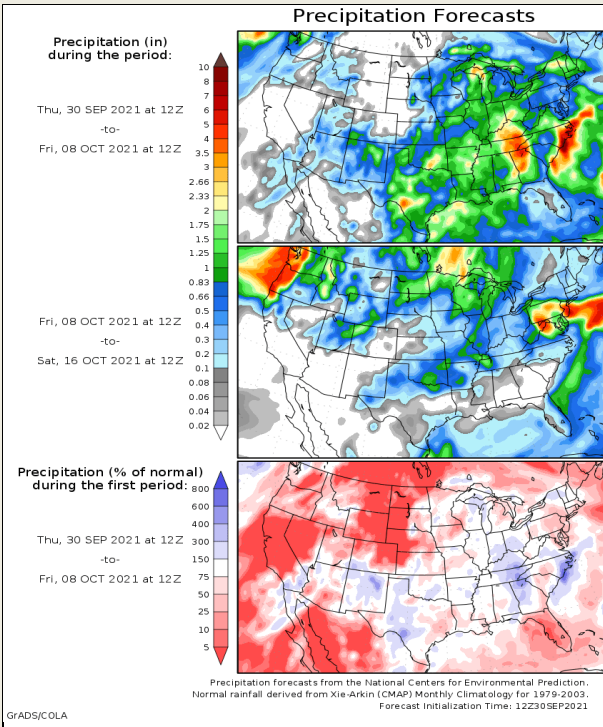 Precipitation Forecasts
Precipitation (in)
during the period:
Thu, 30 SEP 2021 at 12Z
-to-
Fri, 08 OCT 2021 at 12Z
10
8
7
6
5
4
3.5
3
2.66
2.33
2
1.75
1.5
1.25
1
0.83
0.66
0.5
0.4
0.3
0.2
0.1
0.08
0.06
0.04
0.02
Fri, 08 OCT 2021 at 12Z
-to-
Sat, 16 OCT 2021 at 12Z
Precipitation (% of normal)
during the first period:
Thu, 30 SEP 2021 at 12Z
-to-
Fri, 08 OCT 2021 at 12Z
800
600
400
300
150
75
50
25
10
5
Precipitation forecasts from the National Centers for Environmental Prediction.
Normal rainfall derived from Xie-Arkin (CMAP) Monthly Climatology for 1979-2003.
Forecast Initialization Time: 12Z30SEP2021
GrADS/COLA